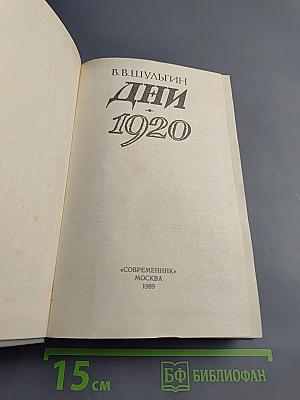 В. В. ШУЛЬГИН
ДНИ
1920
«СОВРЕМЕННИК»
МОСКВА
1989
15 см
БФ БИБЛИОФАН